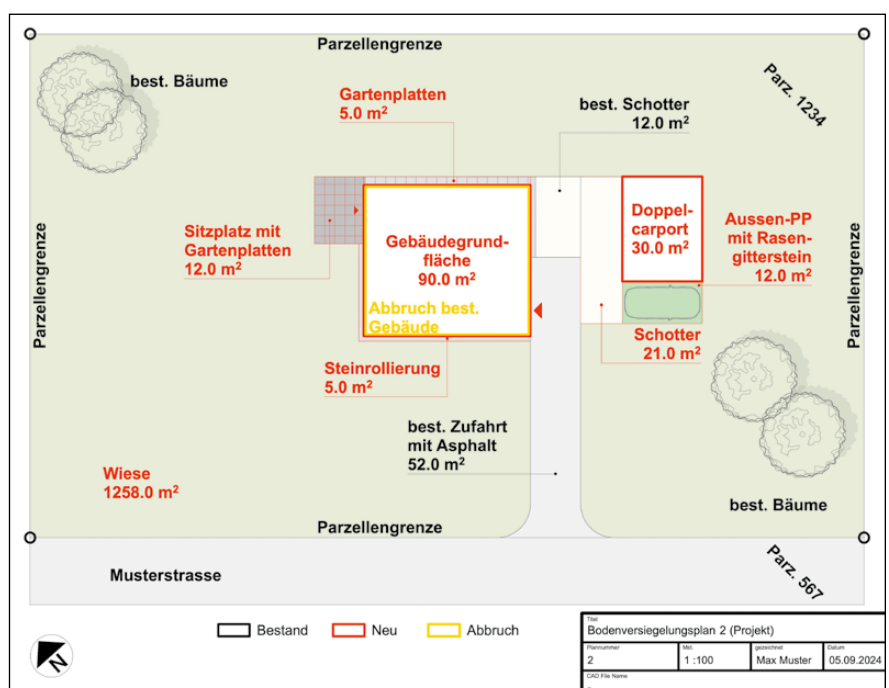 Parzellengrenze
best. Bäume
Parz. 1234
Gartenplatten
5.0 m²
best. Schotter
12.0 m²
Parzellengrenze
Sitzplatz mit
Gartenplatten
12.0 m²
Gebäudegrund-
fläche
90.0 m²
Abbruch best.
Gebäude
Doppel-
carport
30.0 m²
Aussen-PP
mit Rasen-
gitterstein
12.0 m²
Parzellengrenze
Steinrollierung
5.0 m²
Schotter
21.0 m²
best. Zufahrt
mit Asphalt
52.0 m²
Wiese
1258.0 m²
best. Bäume
Parzellengrenze
Musterstrasse
Parz. 567
Bestand
Neu
Abbruch
N
Titel
Bodenversiegelungsplan 2 (Projekt)
Plannummer
Mst.
gezeichnet
Datum
2
1 :100
Max Muster
05.09.2024
CAD File Name